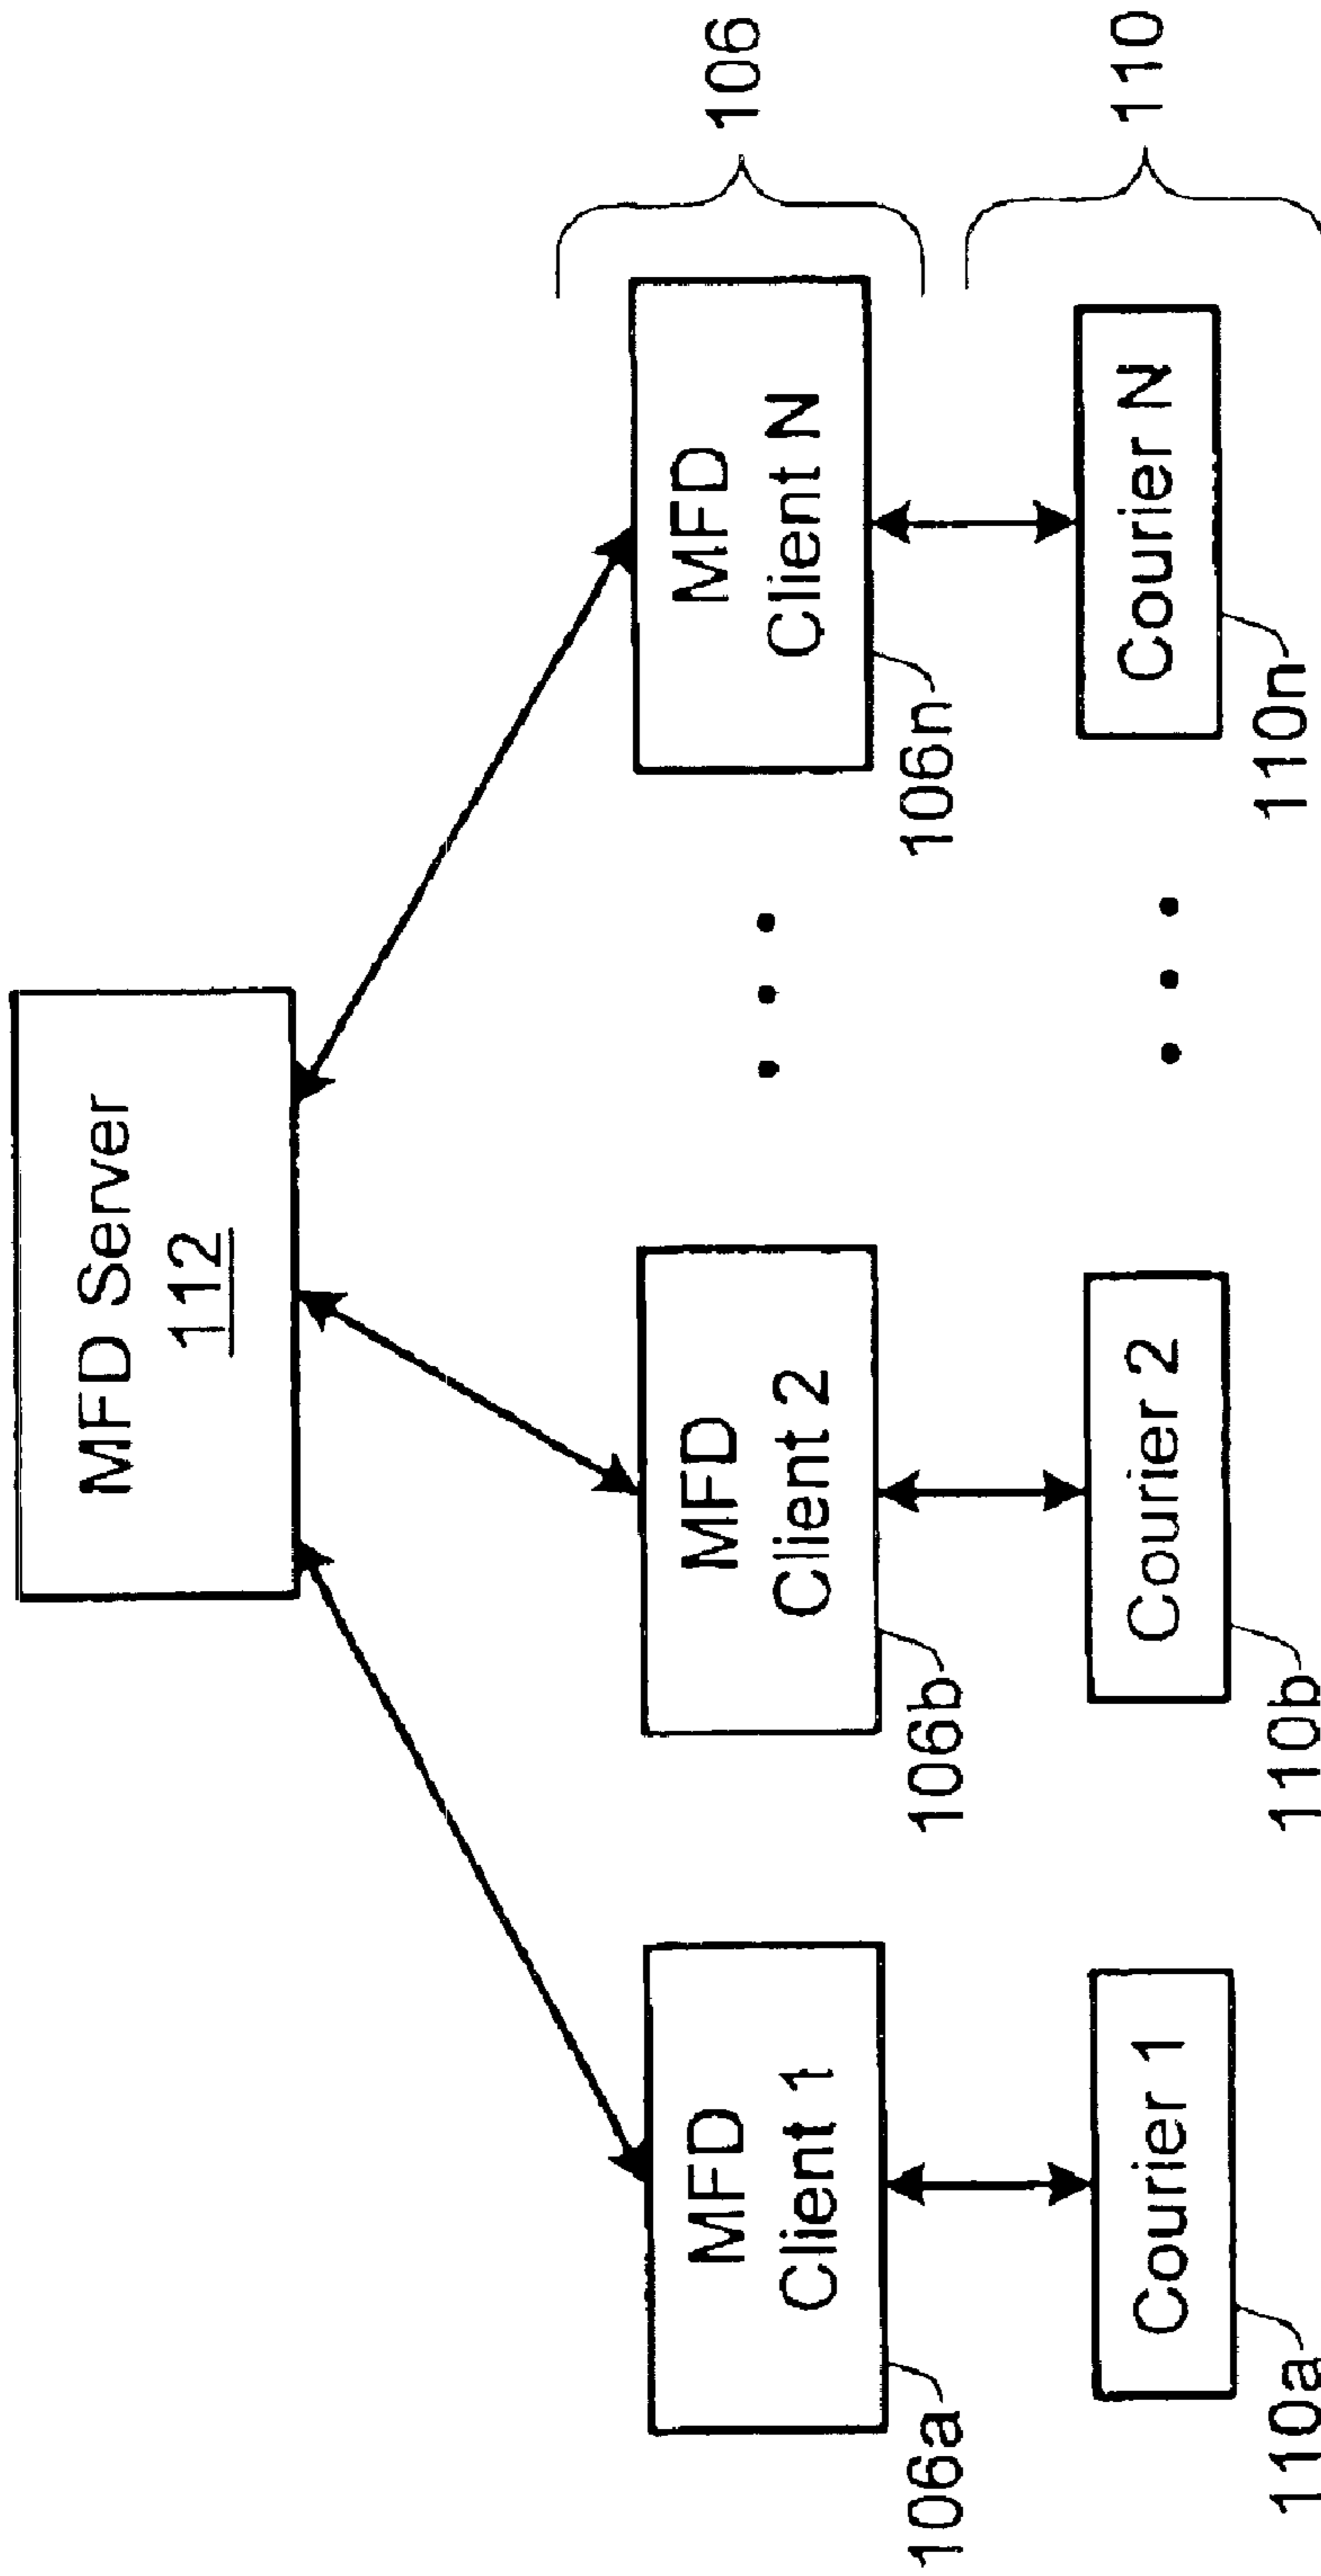 MFD Server
112
MFD
Client 1
MFD
Client 2
MFD
Client N
106
106a
106b
106n
Courier 1
Courier 2
Courier N
110
110a
110b
110n